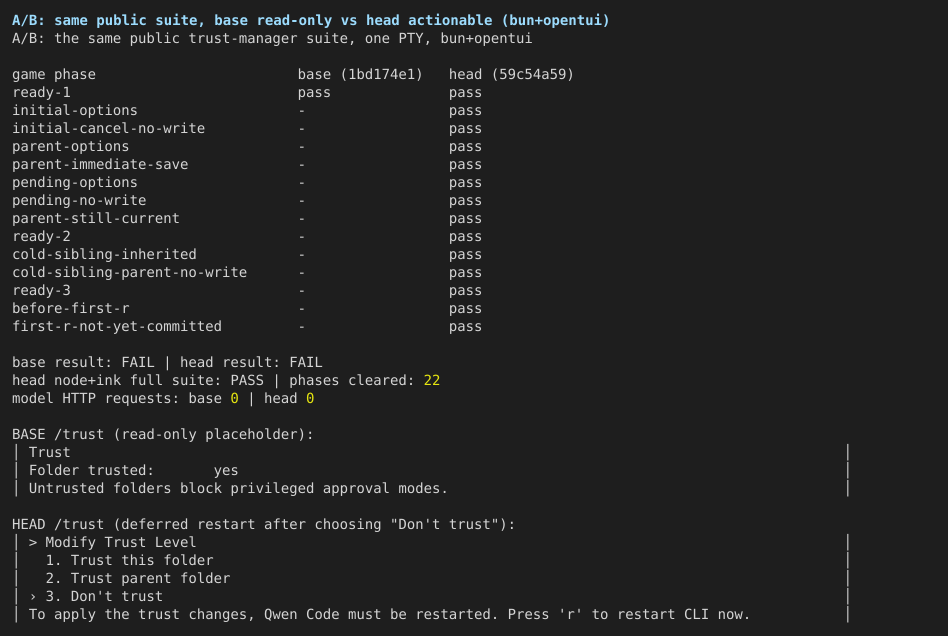 A/B: same public suite, base read-only vs head actionable (bun+opentui)
A/B: the same public trust-manager suite, one PTY, bun+opentui
game phase base (1bd174e1) head (59c54a59)
ready-1 pass pass
initial-options - pass
initial-cancel-no-write - pass
parent-options - pass
parent-immediate-save - pass
pending-options - pass
pending-no-write - pass
parent-still-current - pass
ready-2 - pass
cold-sibling-inherited - pass
cold-sibling-parent-no-write - pass
ready-3 - pass
before-first-r - pass
first-r-not-yet-committed - pass
base result: FAIL | head result: FAIL
head node+ink full suite: PASS | phases cleared: 22
model HTTP requests: base 0 | head 0
BASE /trust (read-only placeholder):
│ Trust │
│ Folder trusted: yes │
│ Untrusted folders block privileged approval modes. │
HEAD /trust (deferred restart after choosing "Don't trust"):
│ > Modify Trust Level │
│ 1. Trust this folder │
│ 2. Trust parent folder │
│ › 3. Don't trust │
│ To apply the trust changes, Qwen Code must be restarted. Press 'r' to restart CLI now. │